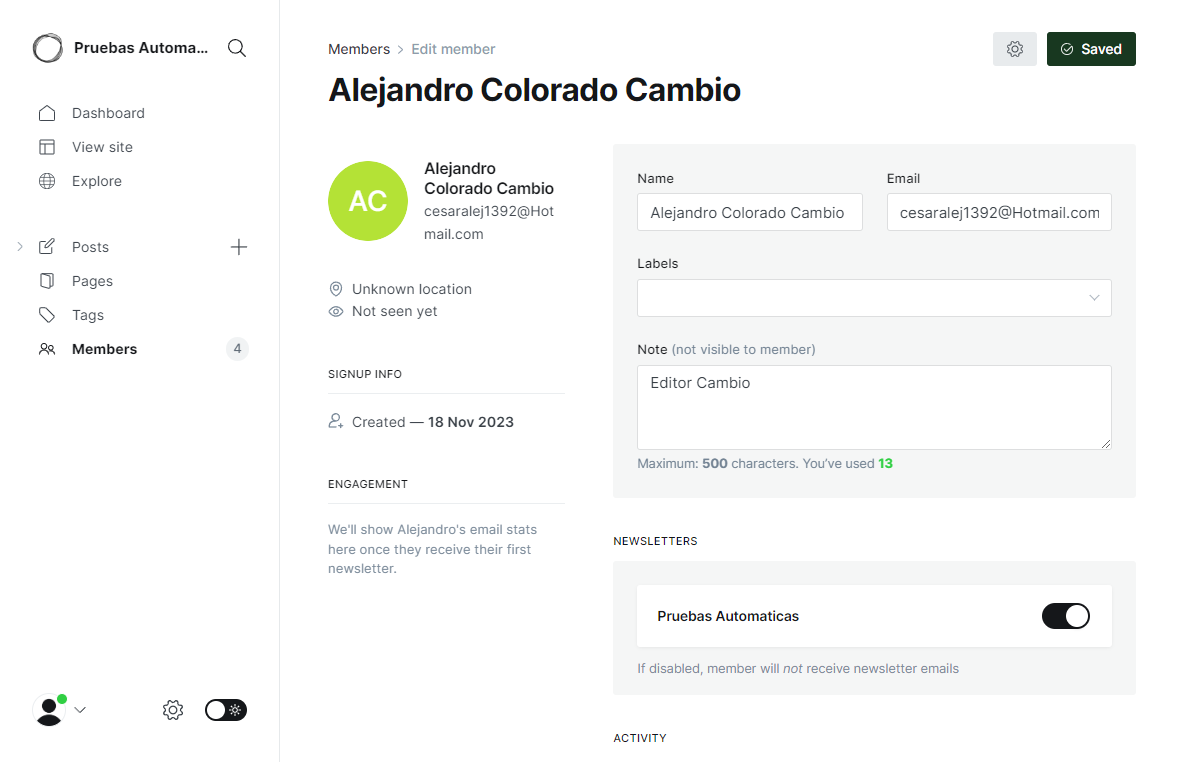 Pruebas Automa...
Dashboard
View site
Explore
Posts
Pages
Tags
Members
4
Members > Edit member
Saved
Alejandro Colorado Cambio
AC
Alejandro
Colorado Cambio
cesaralej1392@Hot
mail.com
Unknown location
Not seen yet
SIGNUP INFO
Created — 18 Nov 2023
ENGAGEMENT
We'll show Alejandro's email stats
here once they receive their first
newsletter.
Name
Email
Alejandro Colorado Cambio
cesaralej1392@Hotmail.com
Labels
Note (not visible to member)
Editor Cambio
Maximum: 500 characters. You've used 13
NEWSLETTERS
Pruebas Automaticas
If disabled, member will not receive newsletter emails
ACTIVITY